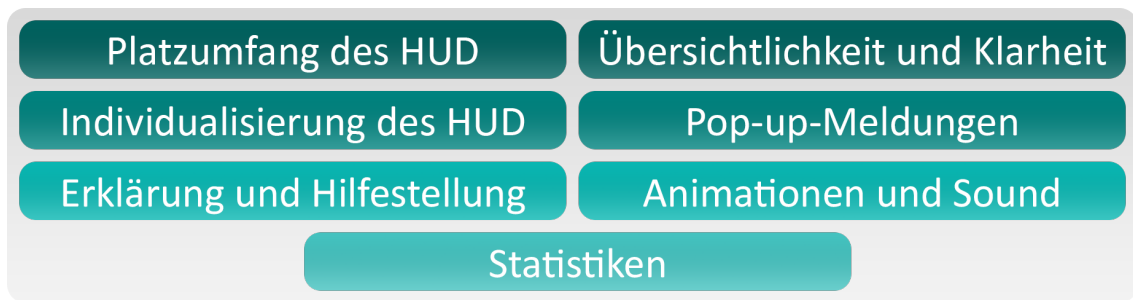 Platzumfang des HUD
Übersichtlichkeit und Klarheit
Individualisierung des HUD
Pop-up-Meldungen
Erklärung und Hilfestellung
Animationen und Sound
Statistiken